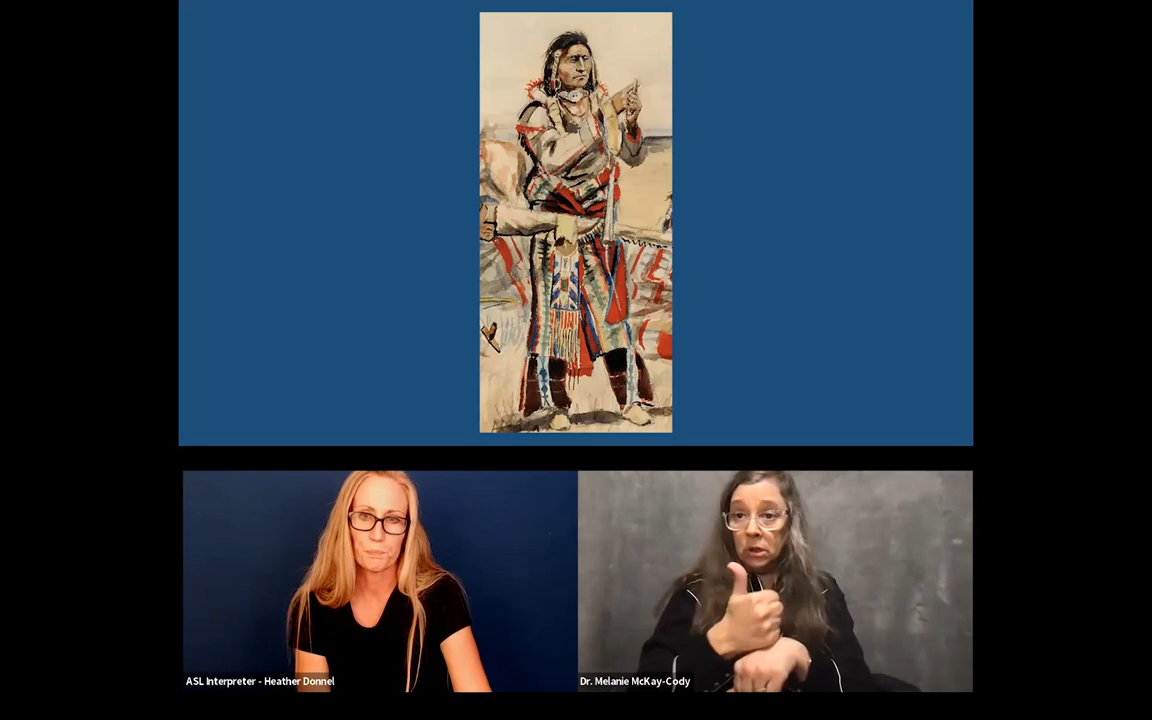 ASL Interpreter - Heather Donnel
Dr. Melanie McKay-Cody